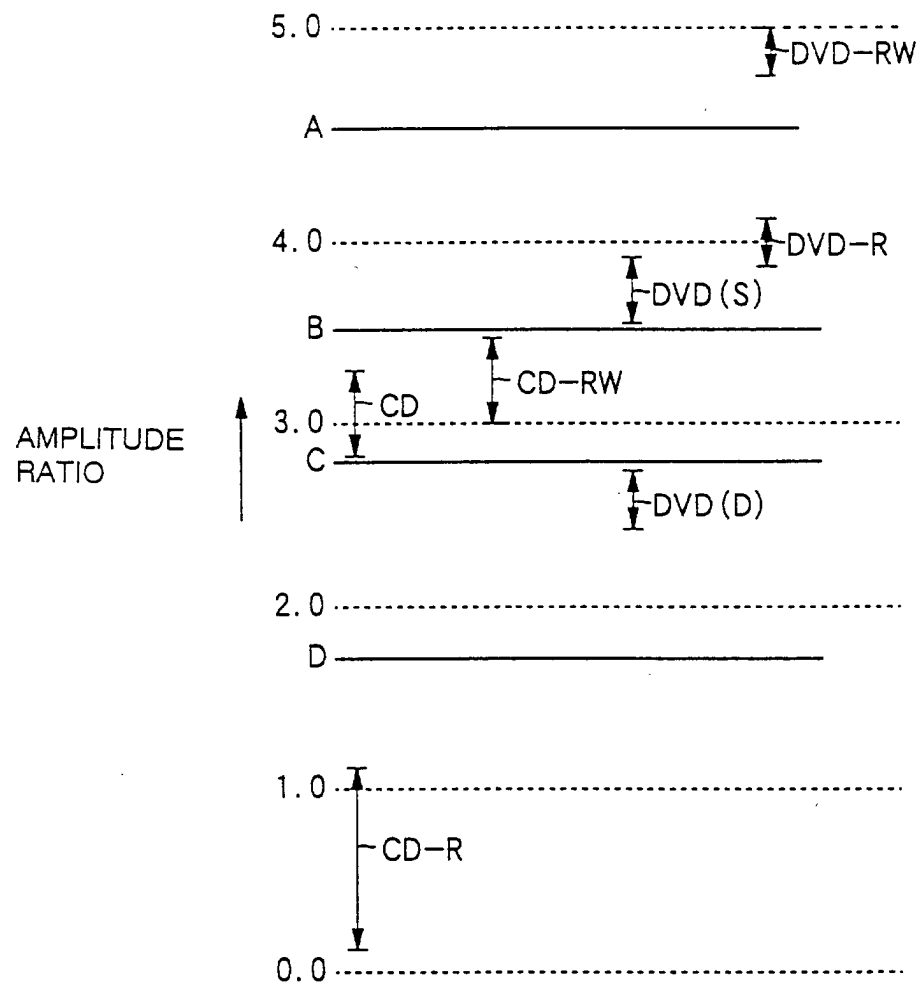 5.0
DVD-RW
A
4.0
DVD-R
DVD(S)
B
CD-RW
CD
3.0
AMPLITUDE
RATIO
C
DVD(D)
2.0
D
1.0
CD-R
0.0